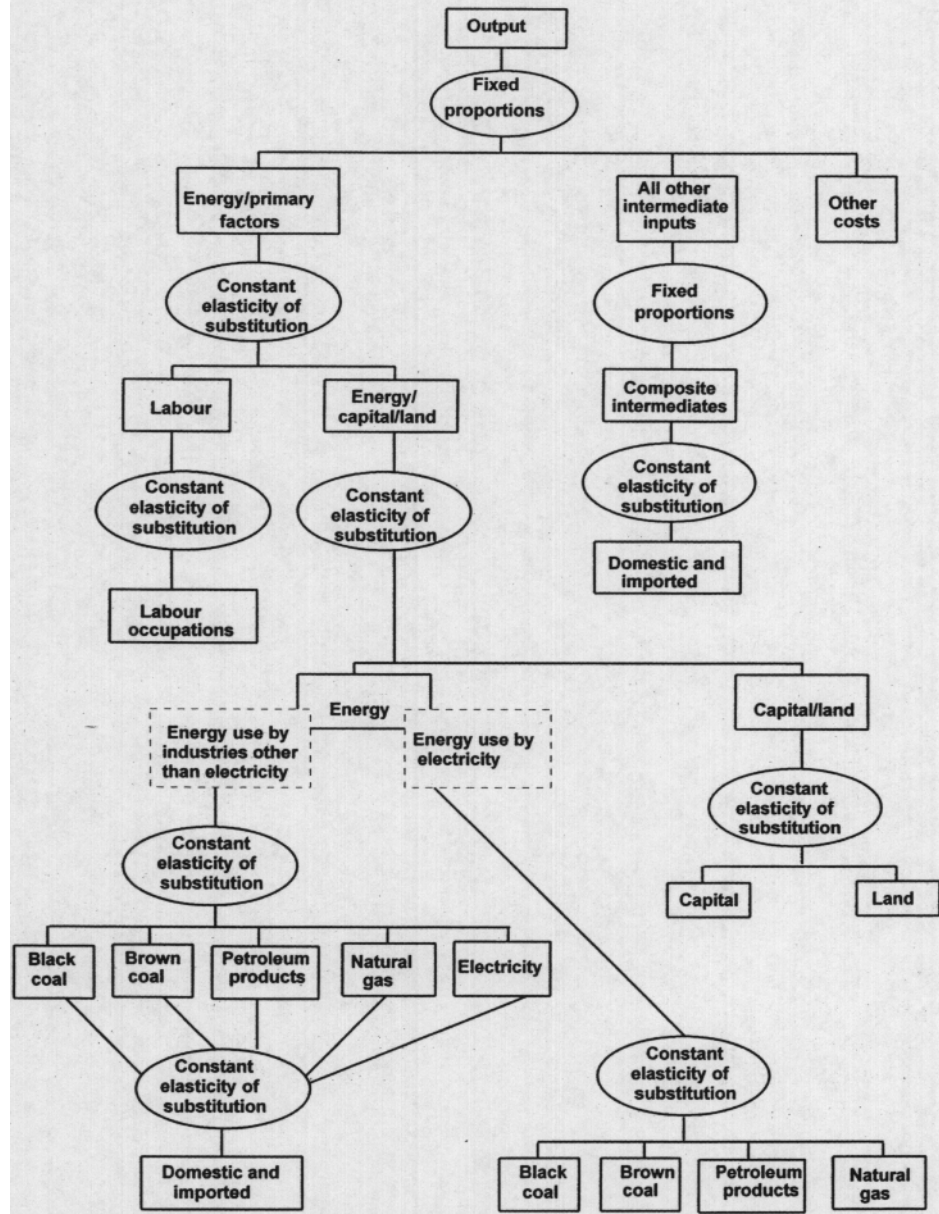 Output
Fixed
proportions
Energy/primary
factors
All other
intermediate
inputs
Other
costs
Constant
elasticity of
substitution
Fixed
proportions
Labour
Energy/
capital/land
Composite
intermediates
Constant
elasticity of
substitution
Constant
elasticity of
substitution
Constant
elasticity of
substitution
Labour
occupations
Domestic and
imported
Energy
Energy use by
industries other
than electricity
Energy use by
electricity
Capital/land
Constant
elasticity of
substitution
Constant
elasticity of
substitution
Capital
Land
Black
coal
Brown
coal
Petroleum
products
Natural
gas
Electricity
Constant
elasticity of
substitution
Constant
elasticity of
substitution
Domestic and
imported
Black
coal
Brown
coal
Petroleum
products
Natural
gas